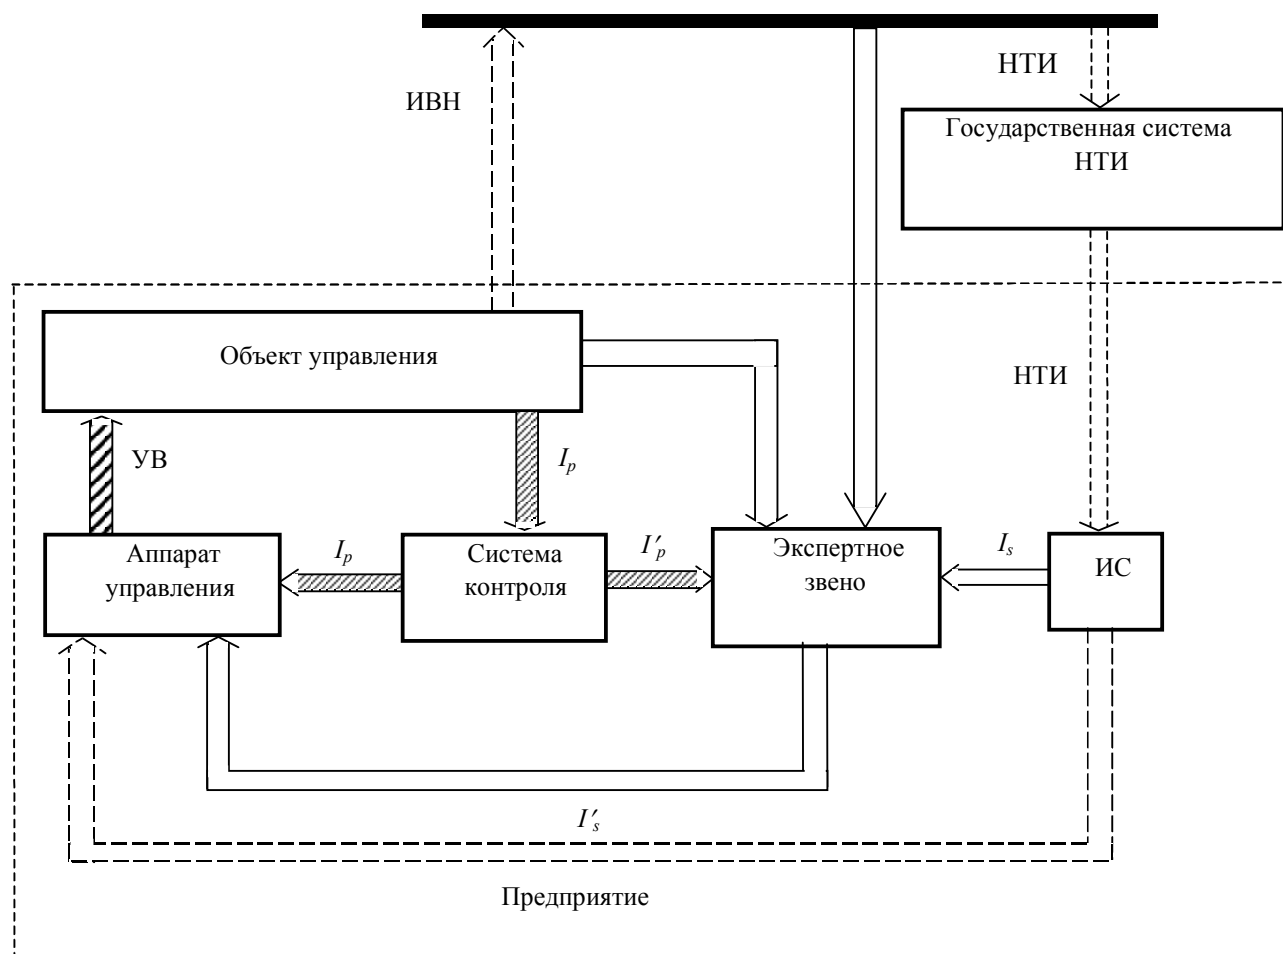 НТИ
ИВН
Государственная система
НТИ
Объект управления
НТИ
УВ
Ip
Аппарат
управления
Ip
Система
контроля
I′p
Экспертное
звено
Is
ИС
I′s
Предприятие